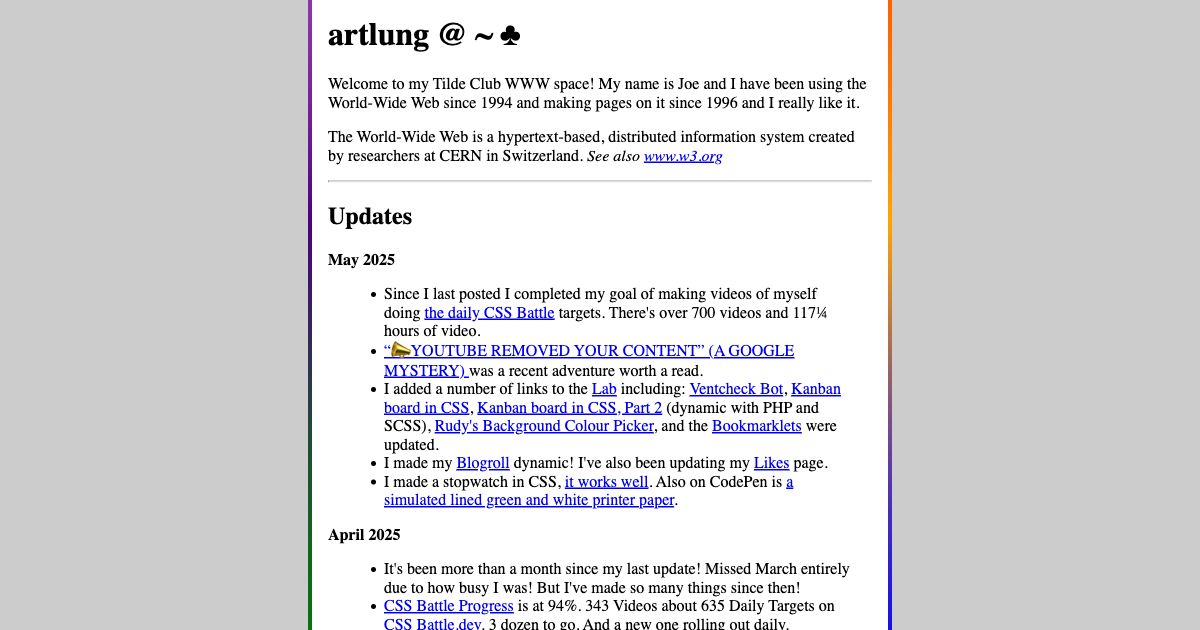 artlung @ ~ ♣
Welcome to my Tilde Club WWW space! My name is Joe and I have been using the
World-Wide Web since 1994 and making pages on it since 1996 and I really like it.
The World-Wide Web is a hypertext-based, distributed information system created
by researchers at CERN in Switzerland. See also www.w3.org
Updates
May 2025
• Since I last posted I completed my goal of making videos of myself
doing the daily CSS Battle targets. There's over 700 videos and 117¼
hours of video.
• “📣YOUTUBE REMOVED YOUR CONTENT” (A GOOGLE
MYSTERY) was a recent adventure worth a read.
• I added a number of links to the Lab including: Ventcheck Bot, Kanban
board in CSS, Kanban board in CSS, Part 2 (dynamic with PHP and
SCSS), Rudy's Background Colour Picker, and the Bookmarklets were
updated.
• I made my Blogroll dynamic! I've also been updating my Likes page.
• I made a stopwatch in CSS, it works well. Also on CodePen is a
simulated lined green and white printer paper.
April 2025
• It's been more than a month since my last update! Missed March entirely
due to how busy I was! But I've made so many things since then!
• CSS Battle Progress is at 94%. 343 Videos about 635 Daily Targets on
CSS Battle.dev. 3 dozen to go. And a new one rolling out daily.